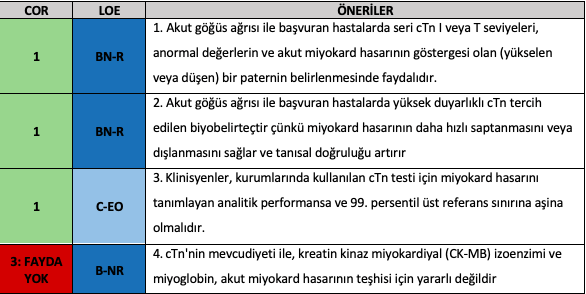 COR LOE ÖNERİLER
1 BN-R 1. Akut göğüs ağrısı ile başvuran hastalarda seri cTn I veya T seviyeleri,
anormal değerlerin ve akut miyokard hasarının göstergesi olan (yükselen
veya düşen) bir paternin belirlenmesinde faydalıdır.
1 BN-R 2. Akut göğüs ağrısı ile başvuran hastalarda yüksek duyarlıklı cTn tercih
edilen biyobelirteçtir çünkü miyokard hasarının daha hızlı saptanmasını veya
dışlanmasını sağlar ve tanısal doğruluğu artırır
1 C-EO 3. Klinisyenler, kurumlarında kullanılan cTn testi için miyokard hasarını
tanımlayan analitik performansa ve 99. persentil üst referans sınırına aşina
olmalıdır.
3: FAYDA YOK B-NR 4. cTn'nin mevcudiyeti ile, kreatin kinaz miyokardiyal (CK-MB) izoenzimi ve
miyoglobin, akut miyokard hasarının teşhisi için yararlı değildir